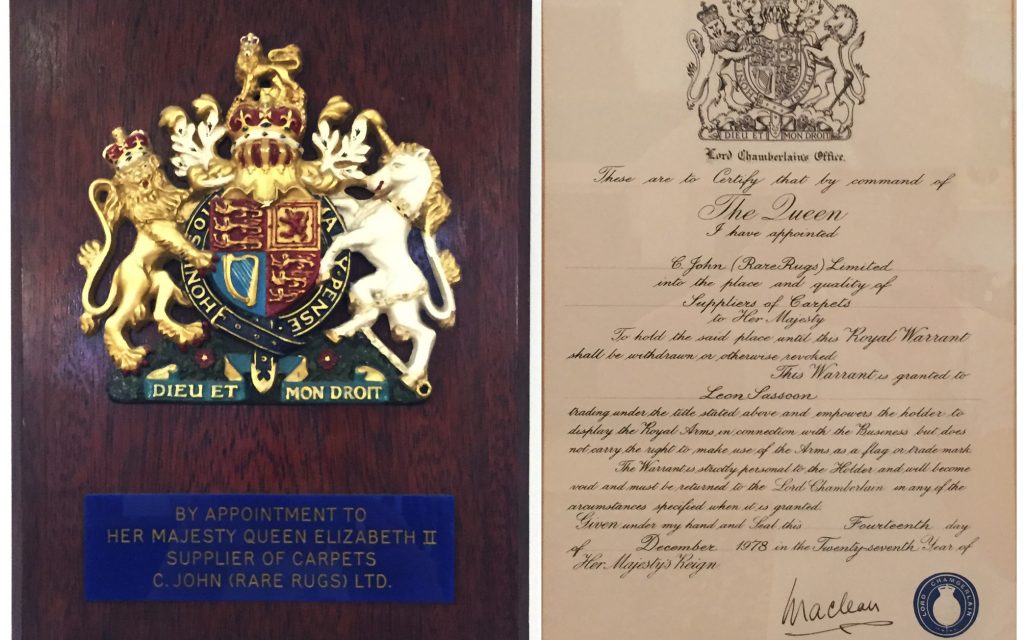 HONI SOI
Y·PENSE
DIEU ET MON DROIT
BY APPOINTMENT TO
HER MAJESTY QUEEN ELIZABETH II
SUPPLIER OF CARPETS
C. JOHN (RARE RUGS) LTD.
DIEU ET MON DROIT
Lord Chamberlain's Office.
These are to Certify that by command of
The Queen
I have appointed
C. John (Rare Rugs) Limited
into the place and quality of
Suppliers of Carpets
to Her Majesty
To hold the said place until this Royal Warrant
shall be withdrawn or otherwise revoked
This Warrant is granted to
Leon Sassoon
trading under the title stated above and empowers the holder to
display the Royal Arms in connection with the Business but does
not carry the right to make use of the Arms as a flag or trade mark
The Warrant is strictly personal to the Holder and will become
void and must be returned to the Lord Chamberlain in any of the
circumstances specified when it is granted.
Given under my hand and Seal this Fourteenth day
of December 1978 in the Twenty-seventh Year of
Her Majesty's Reign
Maclean
LORD CHAMBERLAIN